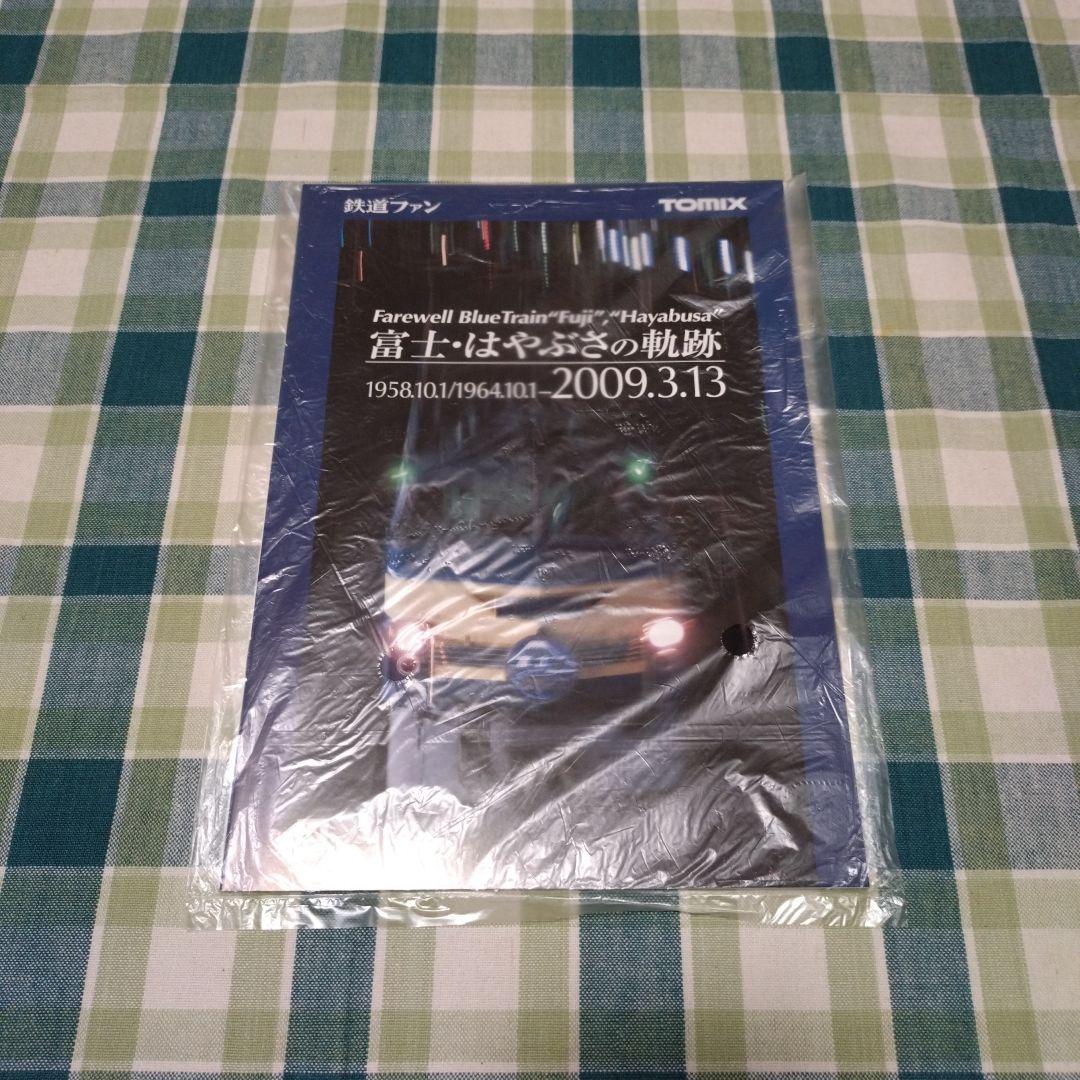 鉄道ファン
TOMIX
Farewell BlueTrain“Fuji”,“Hayabusa”
富士・はやぶさの軌跡
1958.10.1/1964.10.1－2009.3.13